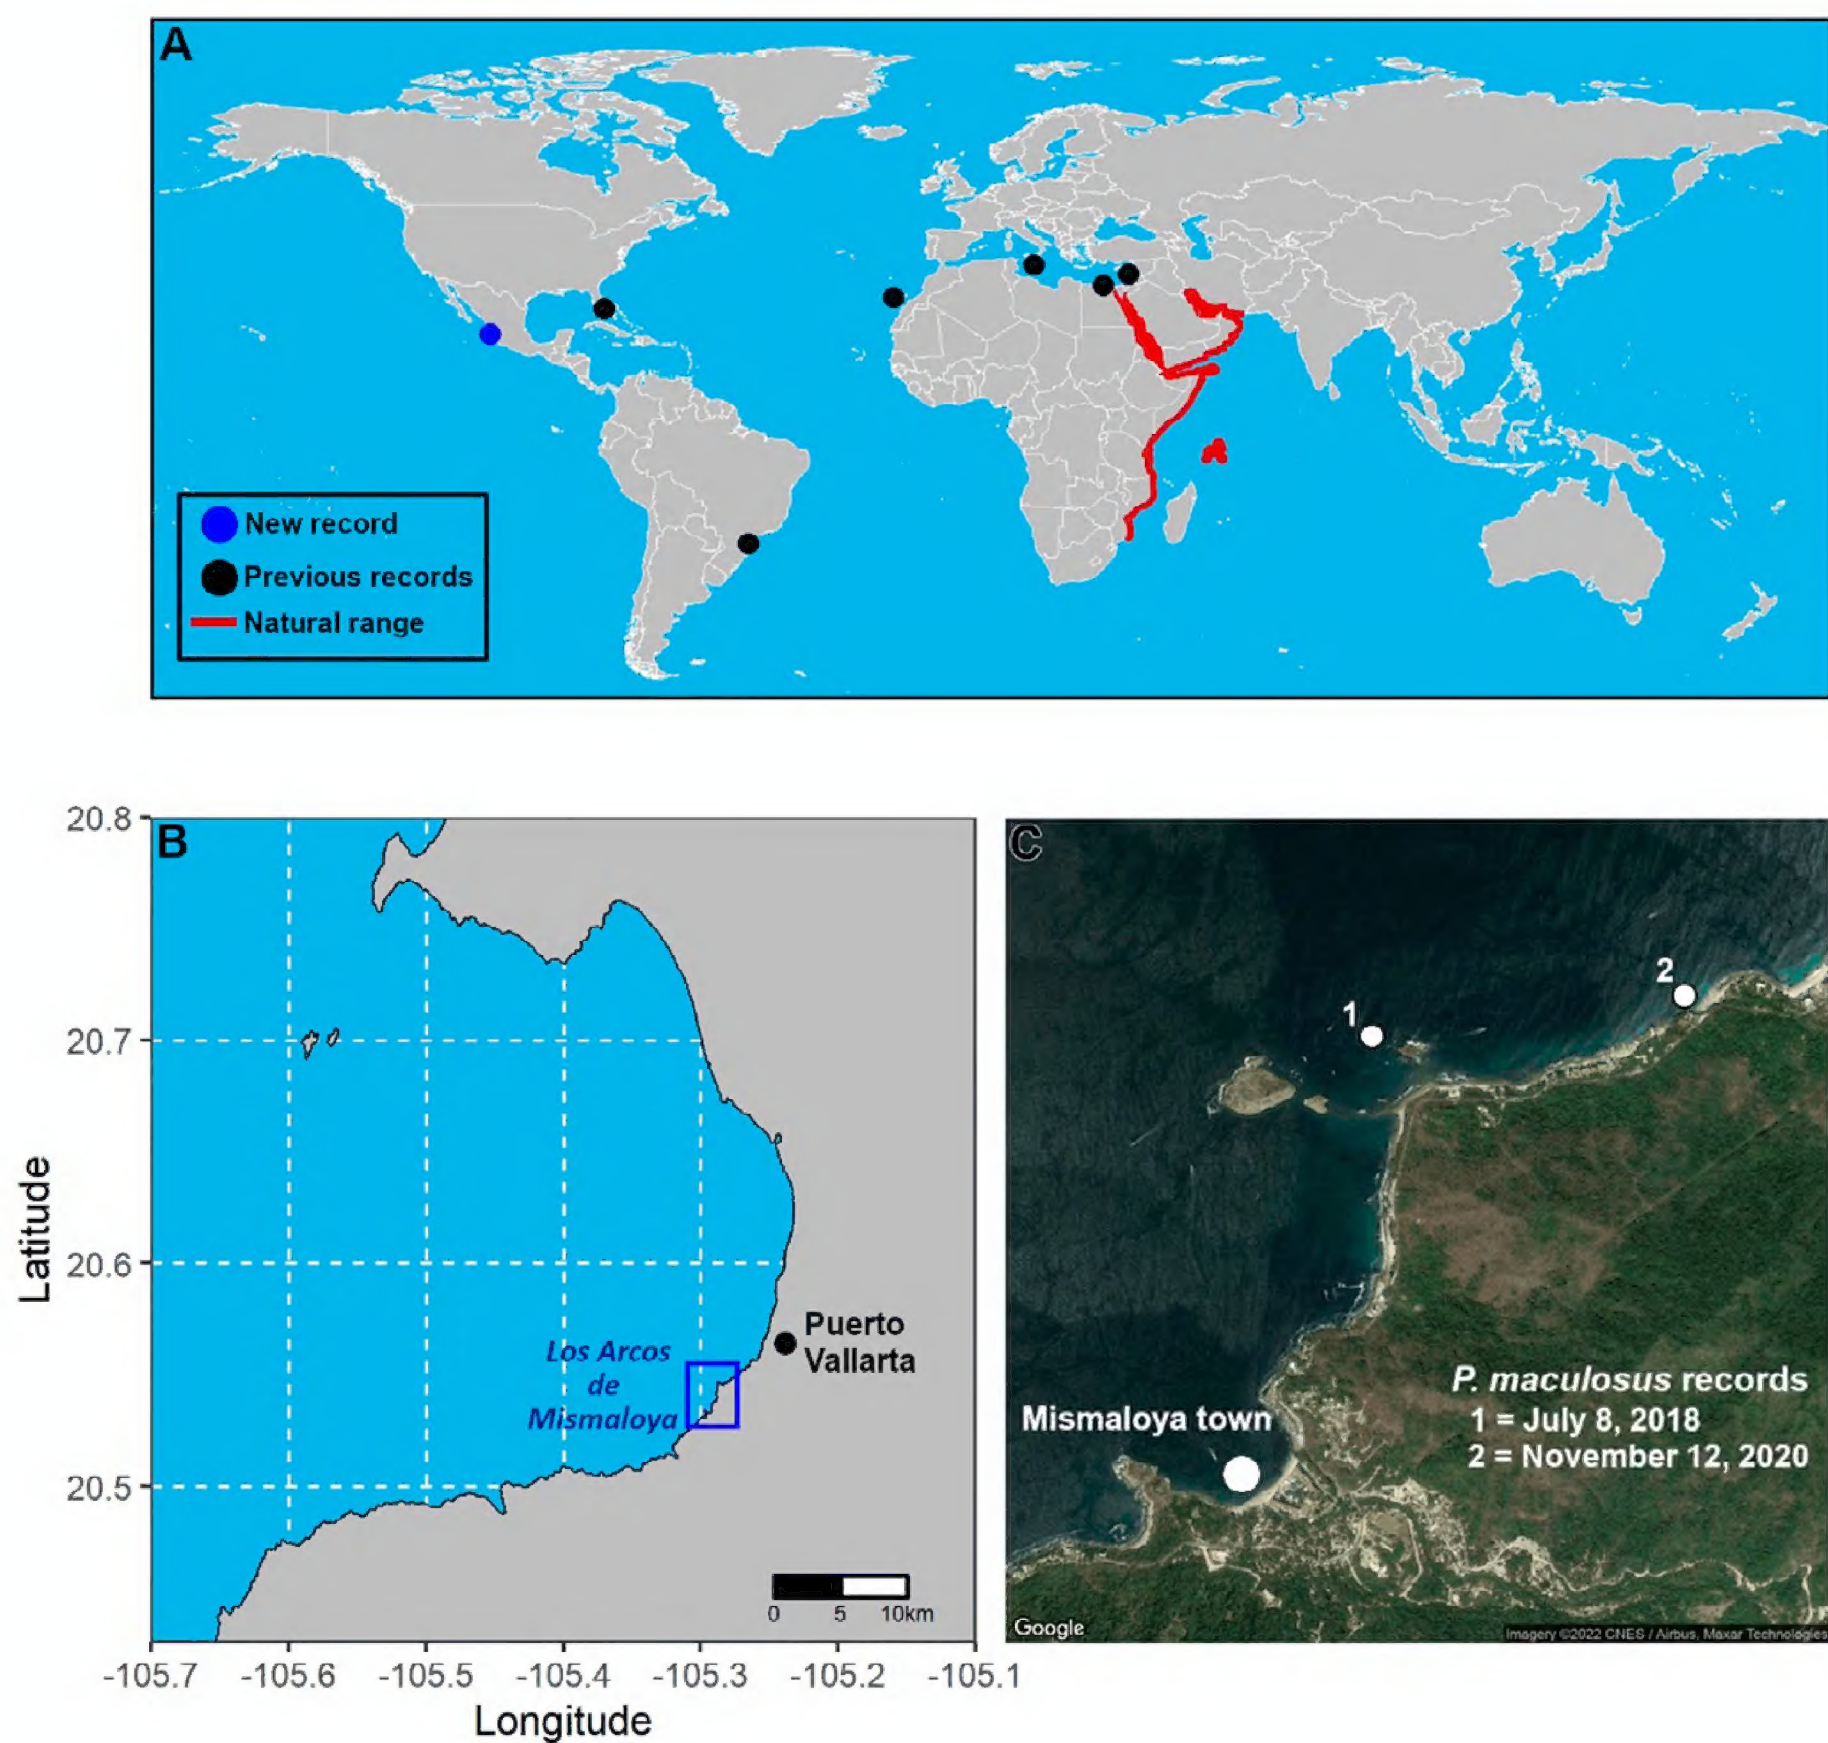 A
New record
Previous records
Natural range
B
20.8
20.7
20.6
20.5
Latitude
Los Arcos
de
Mismaloya
Puerto
Vallarta
0 5 10km
-105.7 -105.6 -105.5 -105.4 -105.3 -105.2 -105.1
Longitude
C
1
2
P. maculosus records
1 = July 8, 2018
2 = November 12, 2020
Mismaloya town
Google
Imagery ©2022 CNES / Airbus, Maxar Technologies